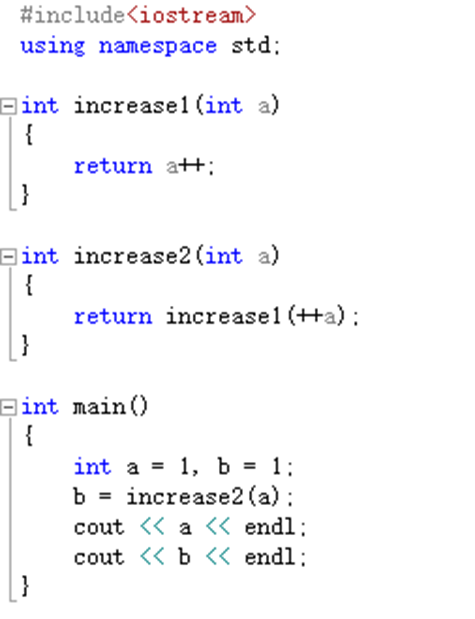 #include<iostream>
using namespace std;
int increase1(int a)
{
return a++;
}
int increase2(int a)
{
return increase1(++a);
}
int main()
{
int a = 1, b = 1;
b = increase2(a);
cout << a << endl;
cout << b << endl;
}